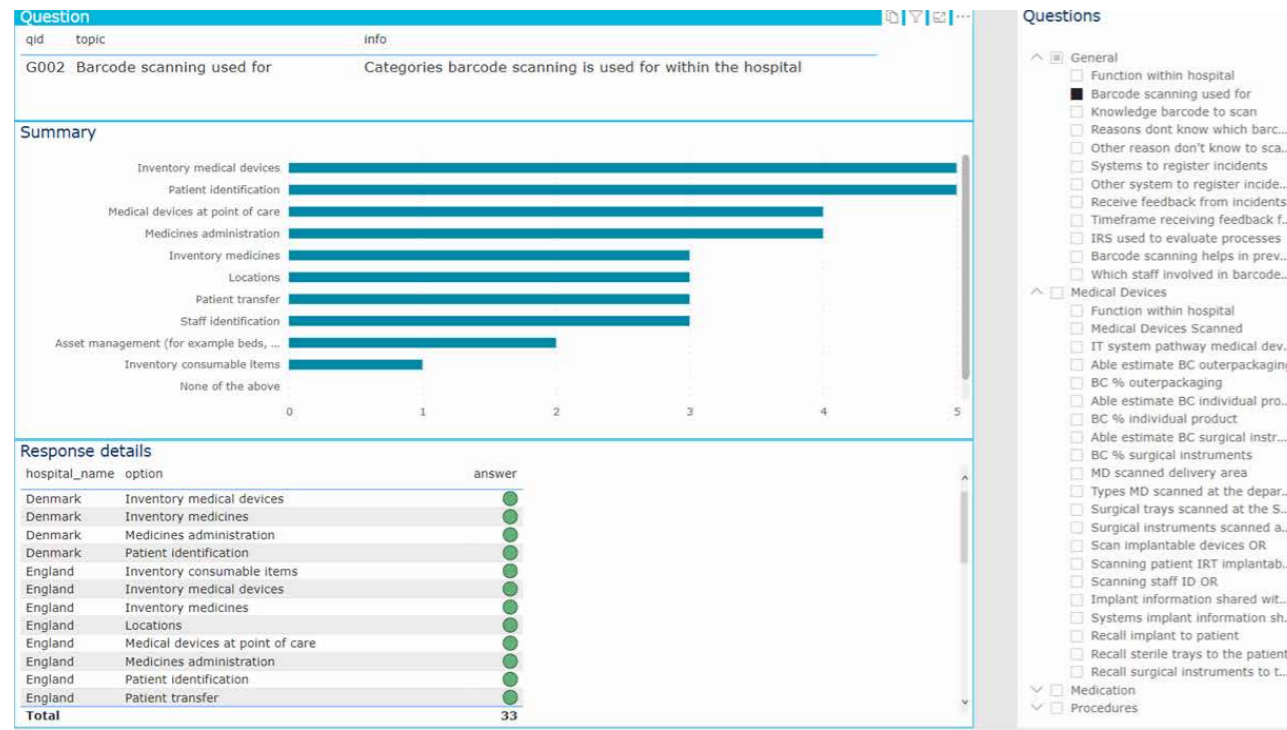 Question
qid topic info
G002 Barcode scanning used for Categories barcode scanning is used for within the hospital
Summary
Inventory medical devices
Patient identification
Medical devices at point of care
Medicines administration
Inventory medicines
Locations
Patient transfer
Staff identification
Asset management (for example beds, ...
Inventory consumable items
None of the above
0 1 2 3 4 5
Response details
hospital_name option answer
Denmark Inventory medical devices
Denmark Inventory medicines
Denmark Medicines administration
Denmark Patient identification
England Inventory consumable items
England Inventory medical devices
England Inventory medicines
England Locations
England Medical devices at point of care
England Medicines administration
England Patient identification
England Patient transfer
Total 33
Questions
General
Function within hospital
Barcode scanning used for
Knowledge barcode to scan
Reasons dont know which barc...
Other reason don't know to sca...
Systems to register incidents
Other system to register incide...
Receive feedback from incidents
Timeframe receiving feedback f...
IRS used to evaluate processes
Barcode scanning helps in prev...
Which staff involved in barcode...
Medical Devices
Function within hospital
Medical Devices Scanned
IT system pathway medical dev...
Able estimate BC outerpackaging
BC % outerpackaging
Able estimate BC individual pro...
BC % individual product
Able estimate BC surgical instr...
BC % surgical instruments
MD scanned delivery area
Types MD scanned at the depar...
Surgical trays scanned at the S...
Surgical instruments scanned a...
Scan implantable devices OR
Scanning patient IRT implantab...
Scanning staff ID OR
Implant information shared wit...
Systems implant information sh...
Recall implant to patient
Recall sterile trays to the patient
Recall surgical instruments to t...
Medication
Procedures